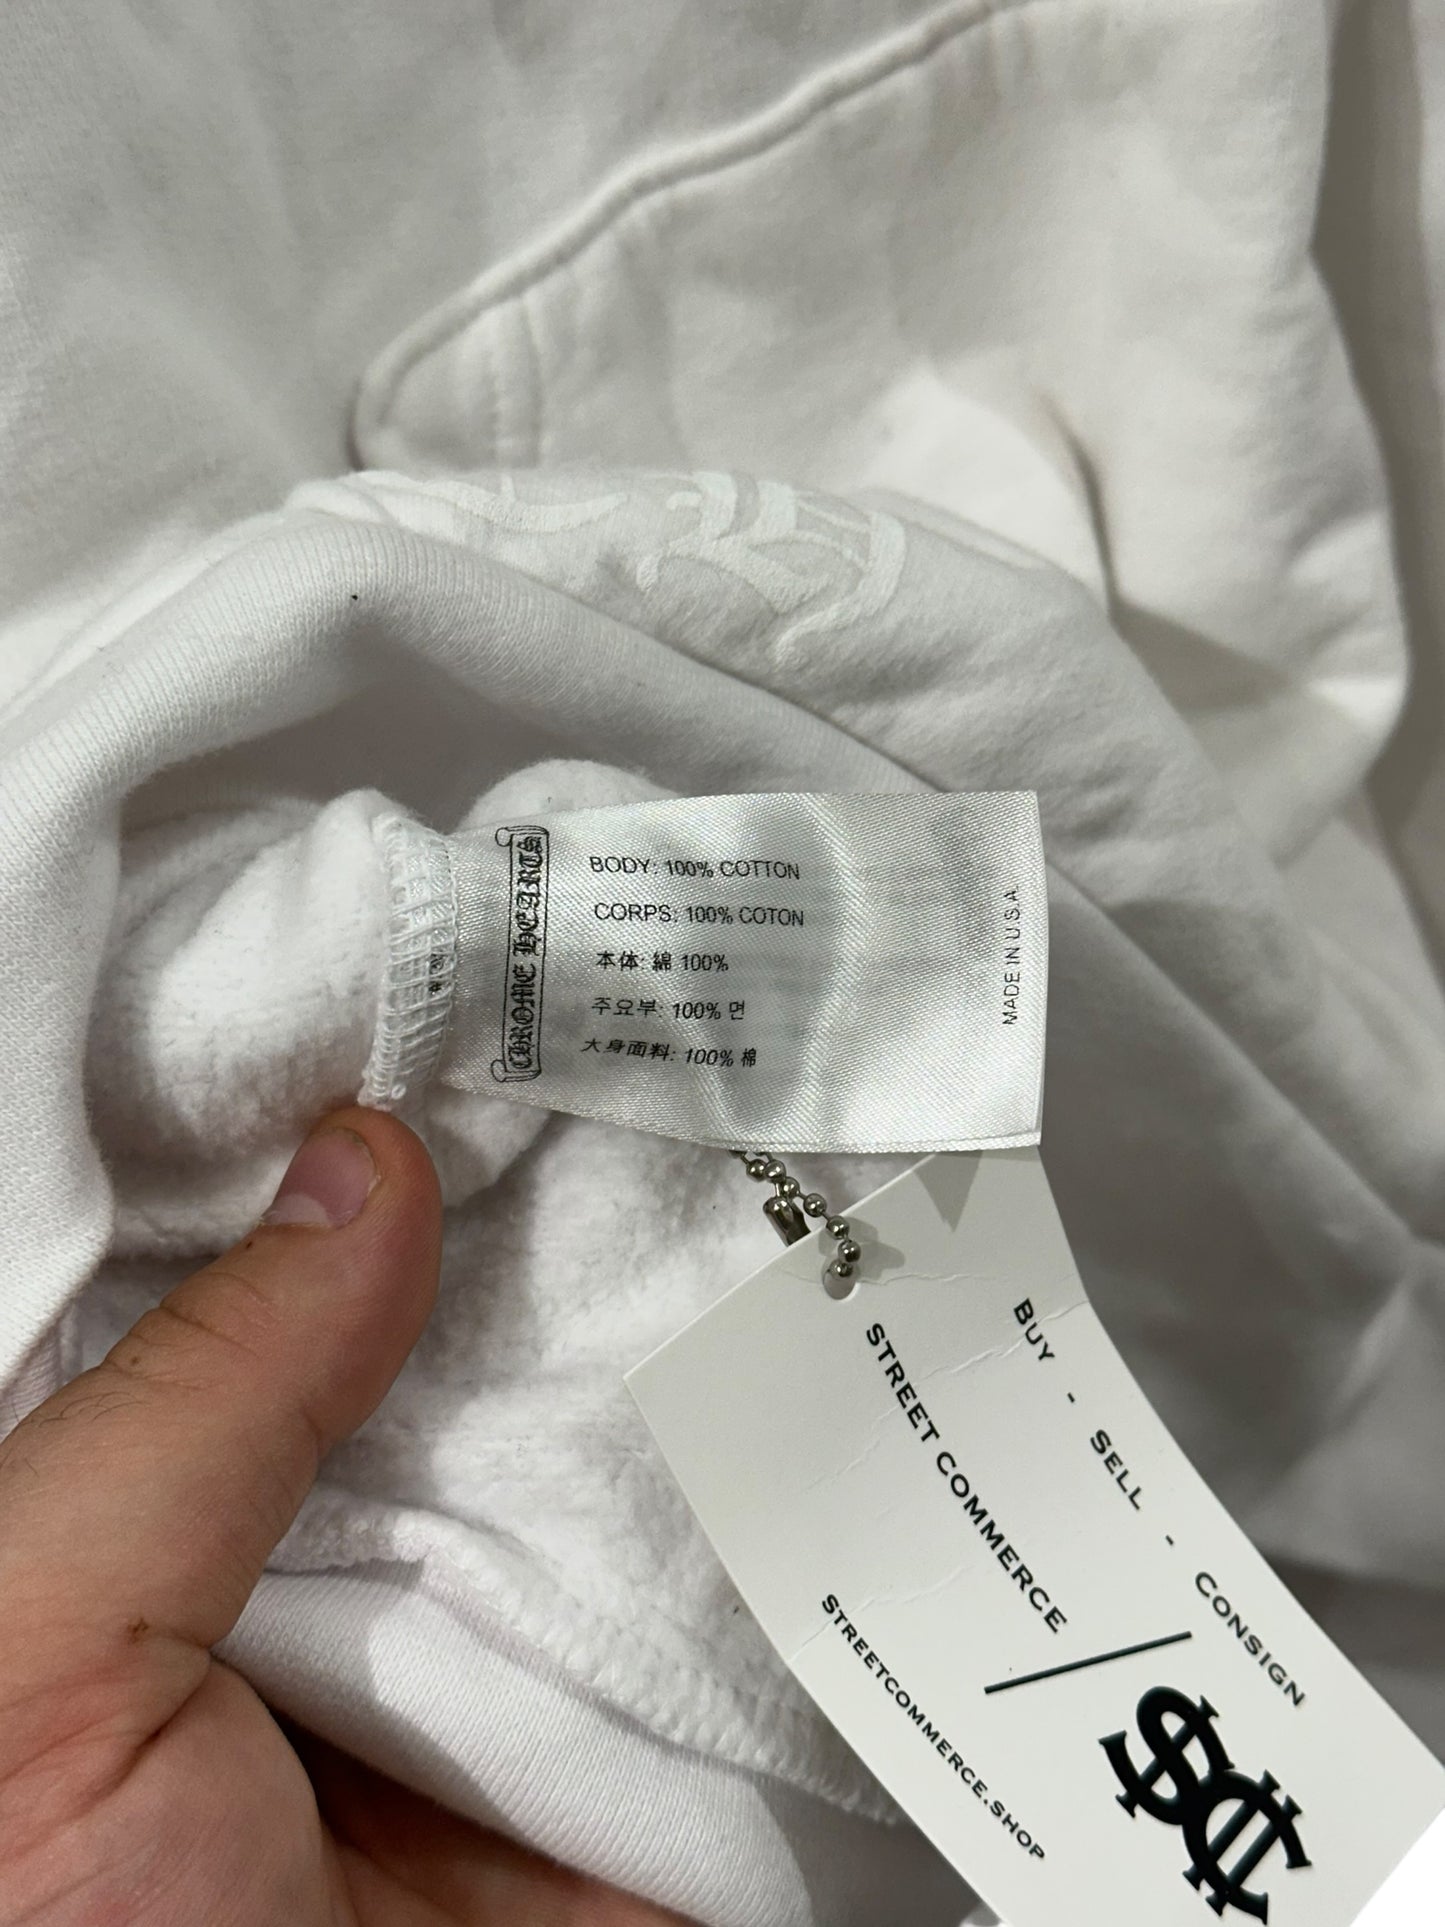 CHROME HEARTS
BODY: 100% COTTON
CORPS: 100% COTON
本体: 綿 100%
주요부: 100% 면
大身面料: 100% 棉
MADE IN U.S.A.
BUY - SELL - CONSIGN
STREET COMMERCE
STREETCOMMERCE.SHOP